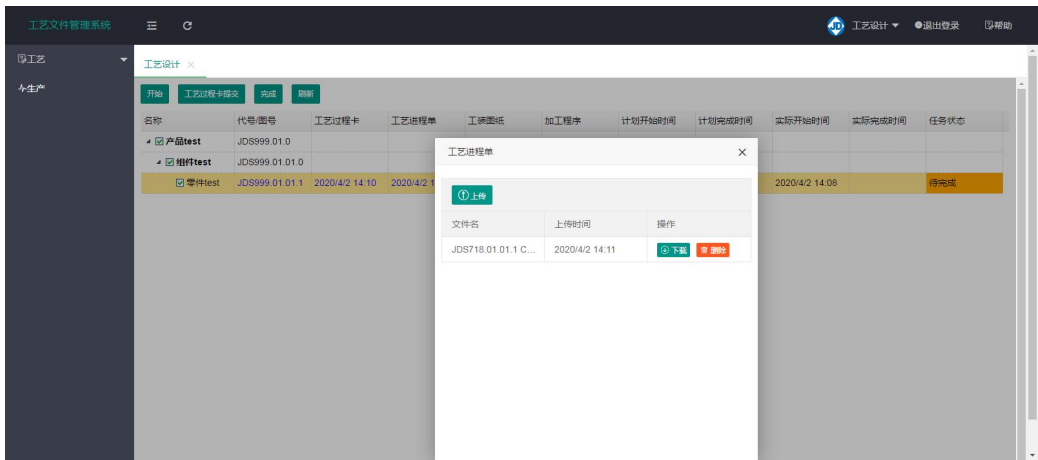 工艺文件管理系统 JD 工艺设计 退出登录 帮助
工艺
工艺设计 ×
生产
开始 工艺过程卡提交 完成 刷新
名称 代号/图号 工艺过程卡 工艺进程单 工装图纸 加工程序 计划开始时间 计划完成时间 实际开始时间 实际完成时间 任务状态
产品test JDS999.01.0
组件test JDS999.01.01.0
零件test JDS999.01.01.1 2020/4/2 14:10 2020/4/2 1 2020/4/2 14:08 待完成
工艺进程单 ×
上传
文件名 上传时间 操作
JDS718.01.01.1 C... 2020/4/2 14:11 下载 删除